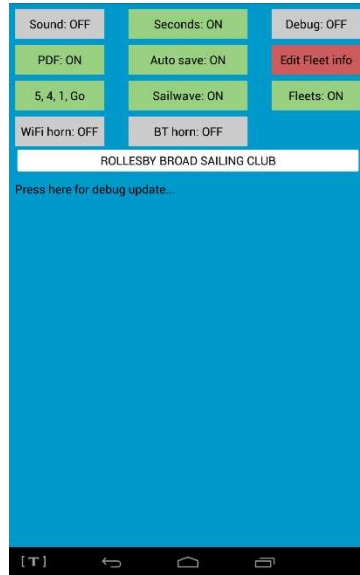 Sound: OFF Seconds: ON Debug: OFF
PDF: ON Auto save: ON Edit Fleet info
5, 4, 1, Go Sailwave: ON Fleets: ON
WiFi horn: OFF BT horn: OFF
ROLLESBY BROAD SAILING CLUB
Press here for debug update...
[T]